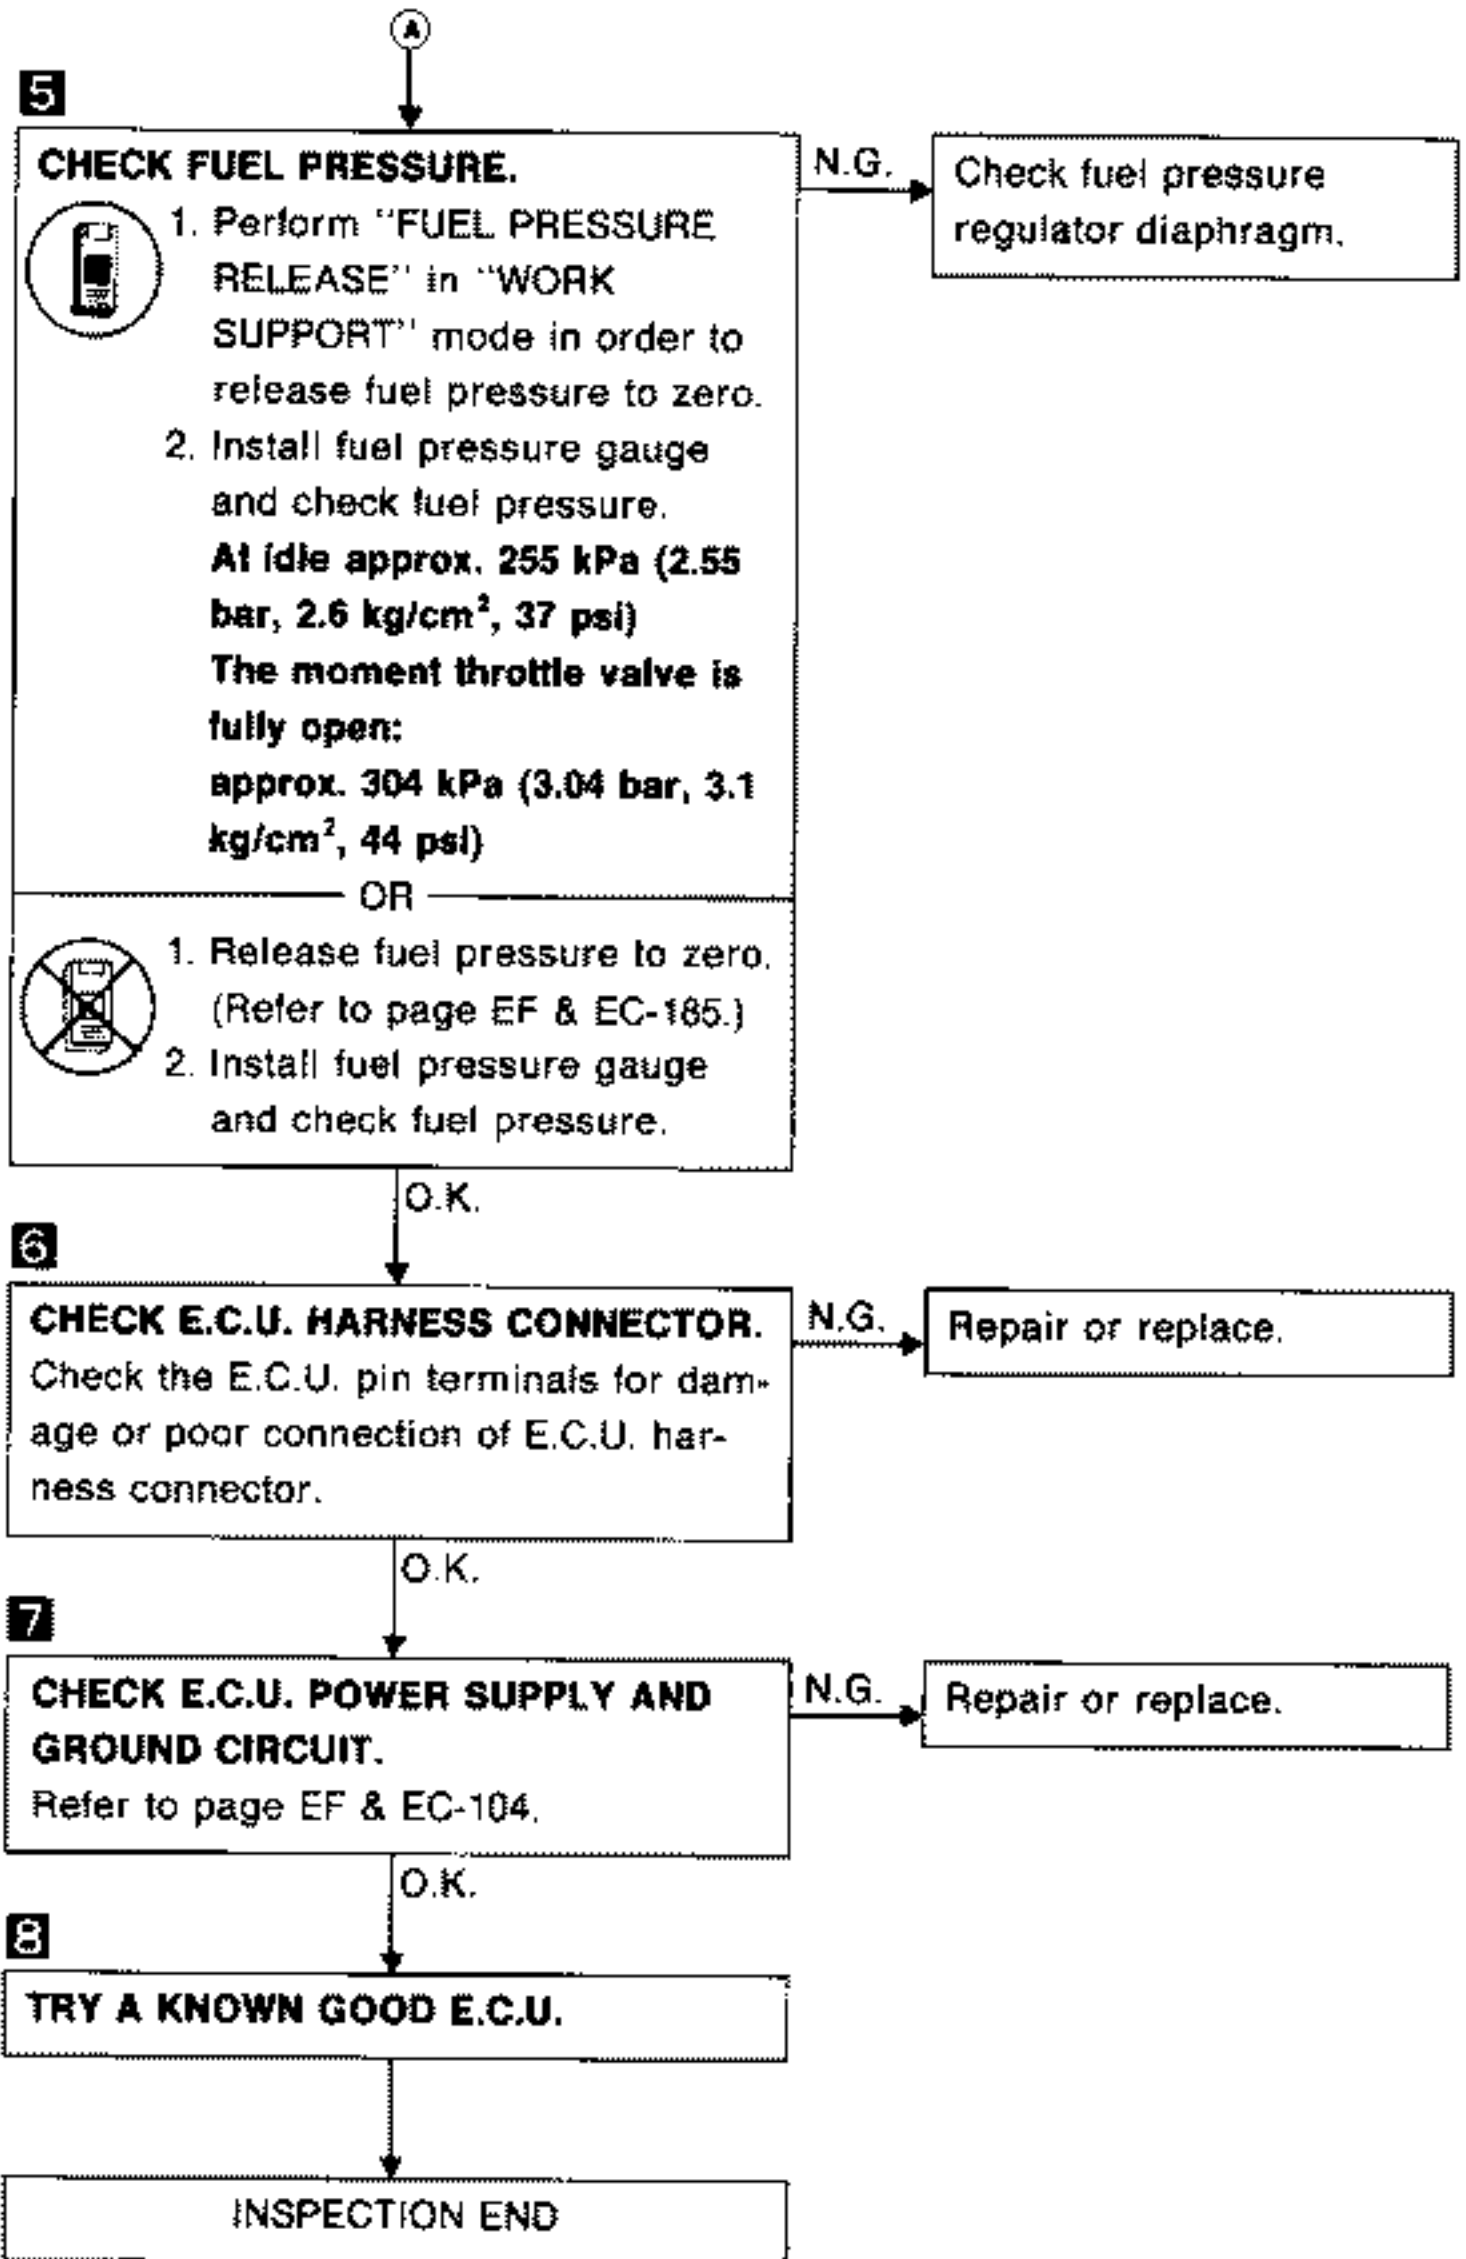 A
5
CHECK FUEL PRESSURE.
1. Perform "FUEL PRESSURE
RELEASE" in "WORK
SUPPORT" mode in order to
release fuel pressure to zero.
2. Install fuel pressure gauge
and check fuel pressure.
At idle approx. 255 kPa (2.55
bar, 2.6 kg/cm², 37 psi)
The moment throttle valve is
fully open:
approx. 304 kPa (3.04 bar, 3.1
kg/cm², 44 psi)
OR
1. Release fuel pressure to zero.
(Refer to page EF & EC-185.)
2. Install fuel pressure gauge
and check fuel pressure.
N.G.
Check fuel pressure
regulator diaphragm.
O.K.
6
CHECK E.C.U. HARNESS CONNECTOR.
Check the E.C.U. pin terminals for dam-
age or poor connection of E.C.U. har-
ness connector.
N.G.
Repair or replace.
O.K.
7
CHECK E.C.U. POWER SUPPLY AND
GROUND CIRCUIT.
Refer to page EF & EC-104.
N.G.
Repair or replace.
O.K.
8
TRY A KNOWN GOOD E.C.U.
INSPECTION END